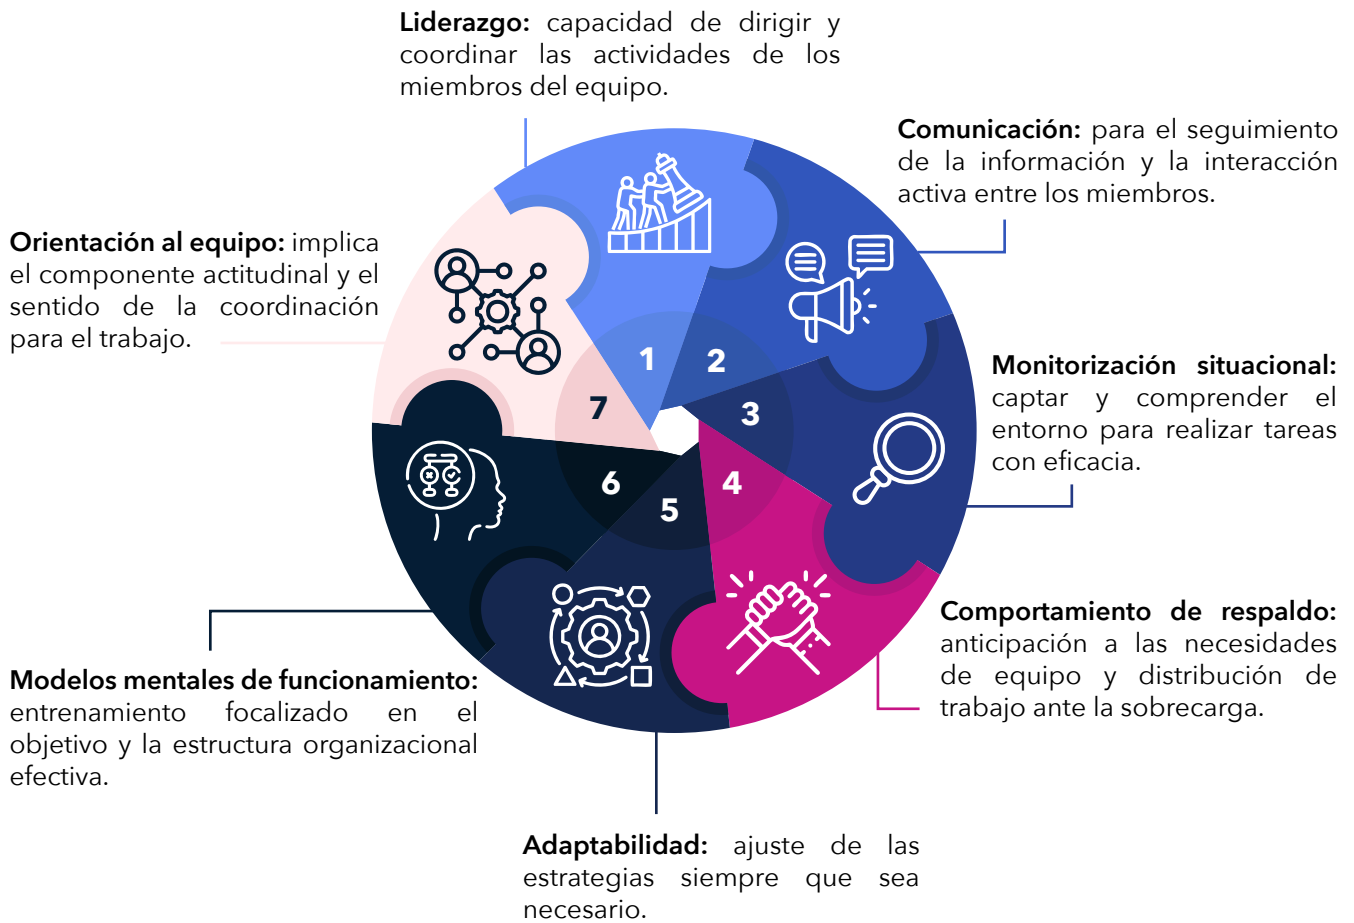 Liderazgo: capacidad de dirigir y
coordinar las actividades de los
miembros del equipo.
Comunicación: para el seguimiento
de la información y la interacción
activa entre los miembros.
Orientación al equipo: implica
el componente actitudinal y el
sentido de la coordinación
para el trabajo.
Monitorización situacional:
captar y comprender el
entorno para realizar tareas
con eficacia.
1
2
3
4
5
6
7
Comportamiento de respaldo:
anticipación a las necesidades
de equipo y distribución de
trabajo ante la sobrecarga.
Modelos mentales de funcionamiento:
entrenamiento focalizado en el
objetivo y la estructura organizacional
efectiva.
Adaptabilidad: ajuste de las
estrategias siempre que sea
necesario.